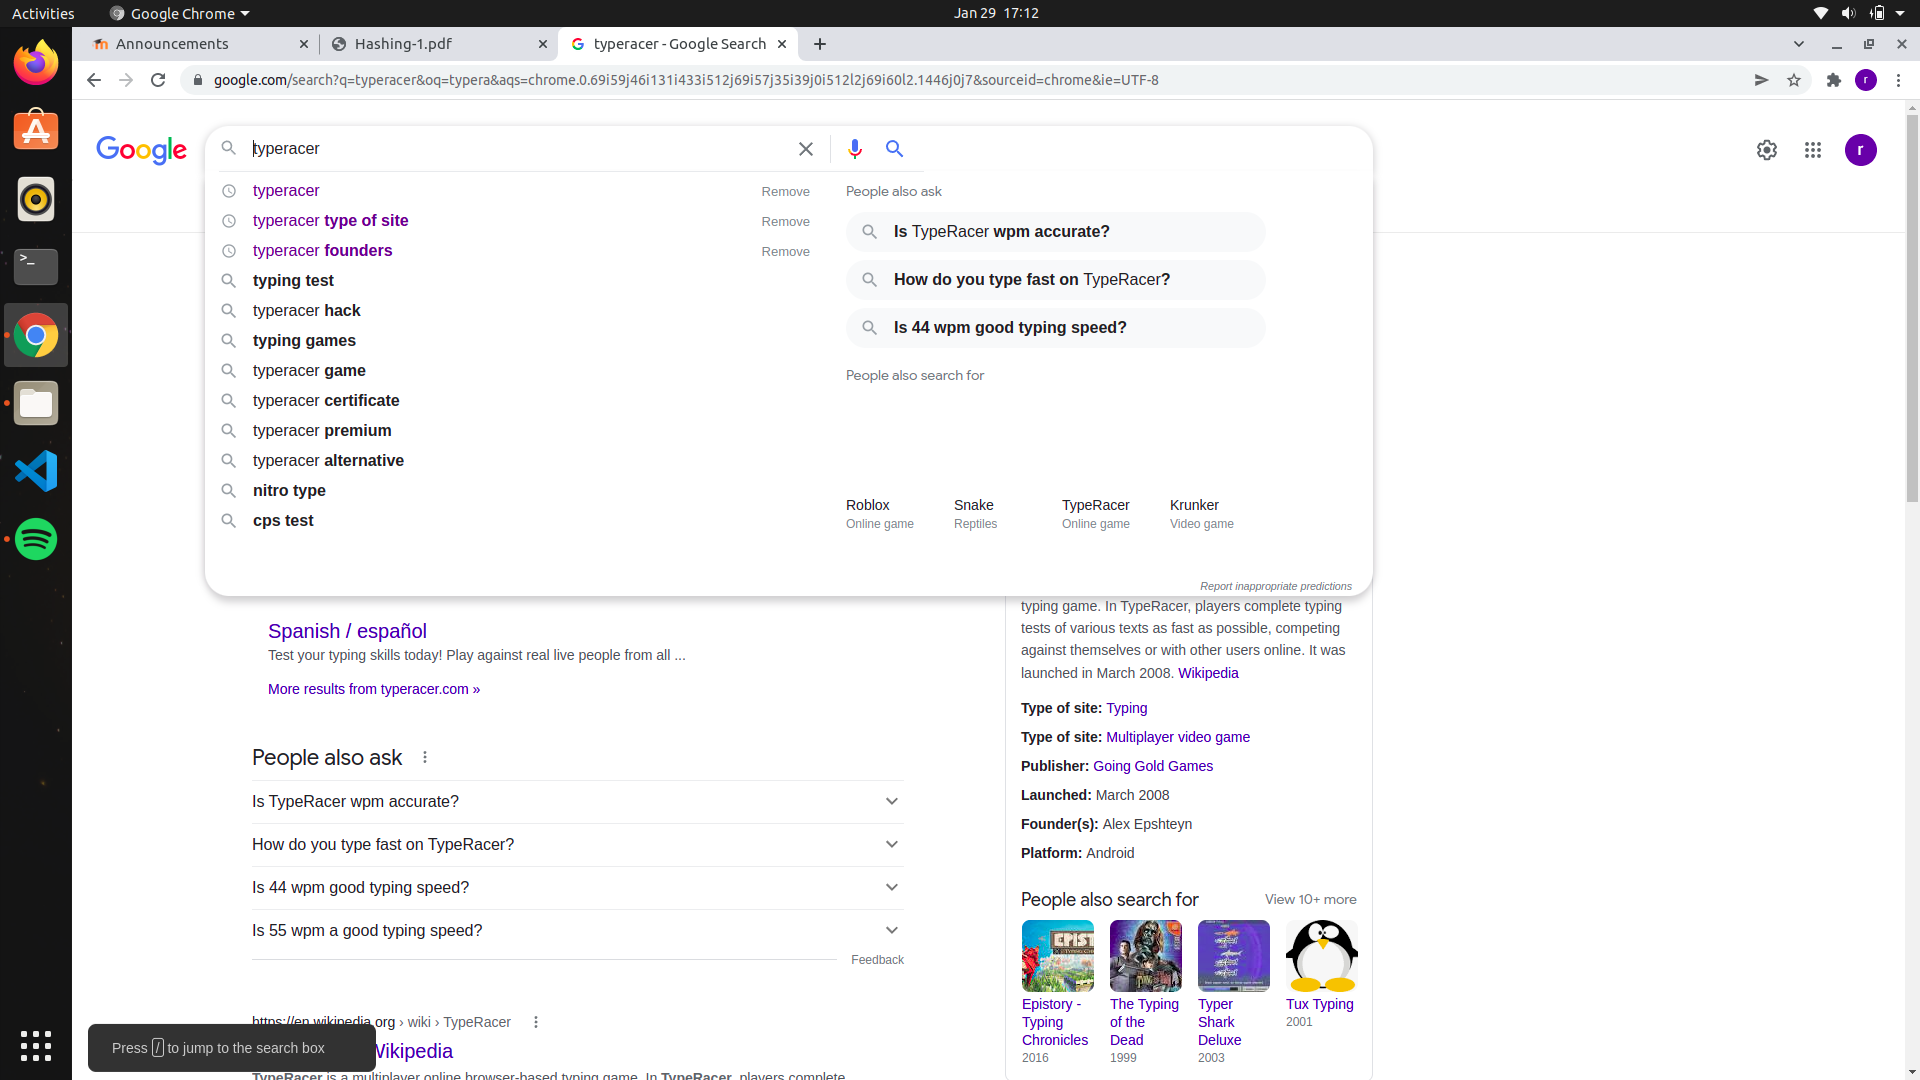 Activities
Google Chrome
Jan 29 17:12
Announcements
Hashing-1.pdf
typeracer - Google Search
google.com/search?q=typeracer&oq=typera&aqs=chrome.0.69i59j46i131i433i512j69i57j35i39j0i512l2j69i60l2.1446j0j7&sourceid=chrome&ie=UTF-8
r
Google
typeracer
r
typeracer
Remove
typeracer type of site
Remove
typeracer founders
Remove
typing test
typeracer hack
typing games
typeracer game
typeracer certificate
typeracer premium
typeracer alternative
nitro type
cps test
People also ask
Is TypeRacer wpm accurate?
How do you type fast on TypeRacer?
Is 44 wpm good typing speed?
People also search for
Roblox
Online game
Snake
Reptiles
TypeRacer
Online game
Krunker
Video game
Report inappropriate predictions
Spanish / español
Test your typing skills today! Play against real live people from all ...
More results from typeracer.com »
People also ask
Is TypeRacer wpm accurate?
How do you type fast on TypeRacer?
Is 44 wpm good typing speed?
Is 55 wpm a good typing speed?
Feedback
https://en.wikipedia.org › wiki › TypeRacer
Wikipedia
TypeRacer is a multiplayer online browser-based typing game. In TypeRacer, players complete
Press / to jump to the search box
typing game. In TypeRacer, players complete typing
tests of various texts as fast as possible, competing
against themselves or with other users online. It was
launched in March 2008. Wikipedia
Type of site: Typing
Type of site: Multiplayer video game
Publisher: Going Gold Games
Launched: March 2008
Founder(s): Alex Epshteyn
Platform: Android
People also search for
View 10+ more
Epistory -
Typing
Chronicles
2016
The Typing
of the
Dead
1999
Typer
Shark
Deluxe
2003
Tux Typing
2001